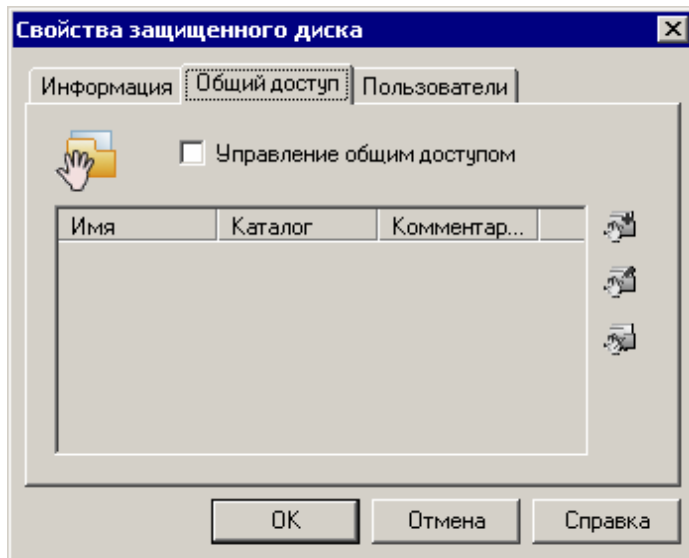 Свойства защищенного диска
Информация Общий доступ Пользователи
Управление общим доступом
Имя Каталог Комментар...
OK Отмена Справка